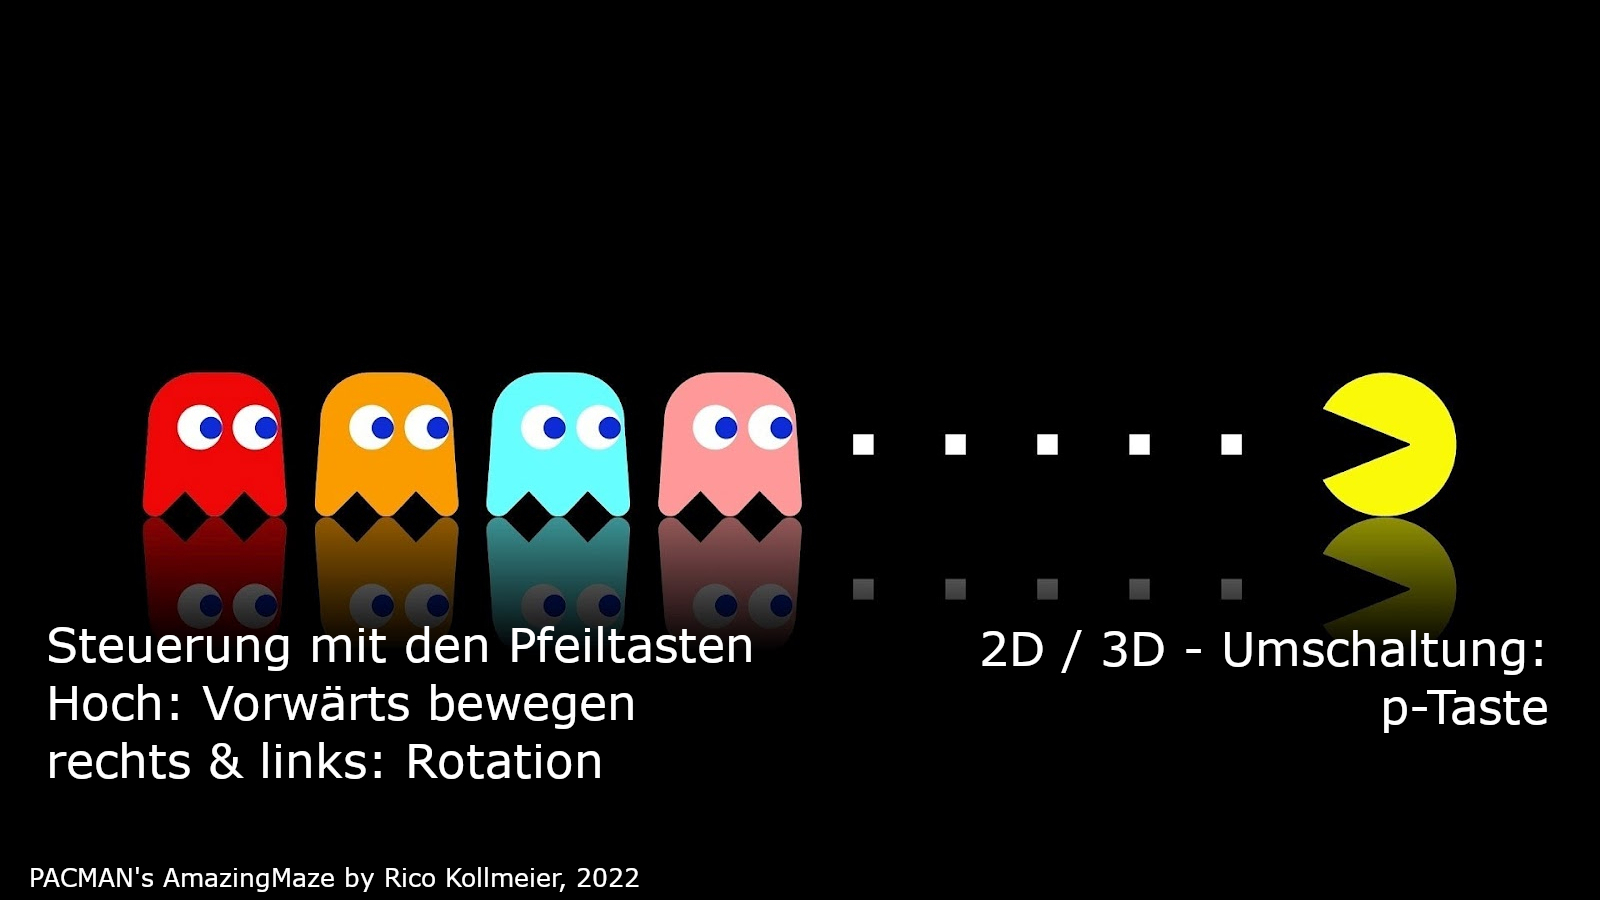 Steuerung mit den Pfeiltasten
Hoch: Vorwärts bewegen
rechts & links: Rotation
2D / 3D - Umschaltung:
p-Taste
PACMAN's AmazingMaze by Rico Kollmeier, 2022